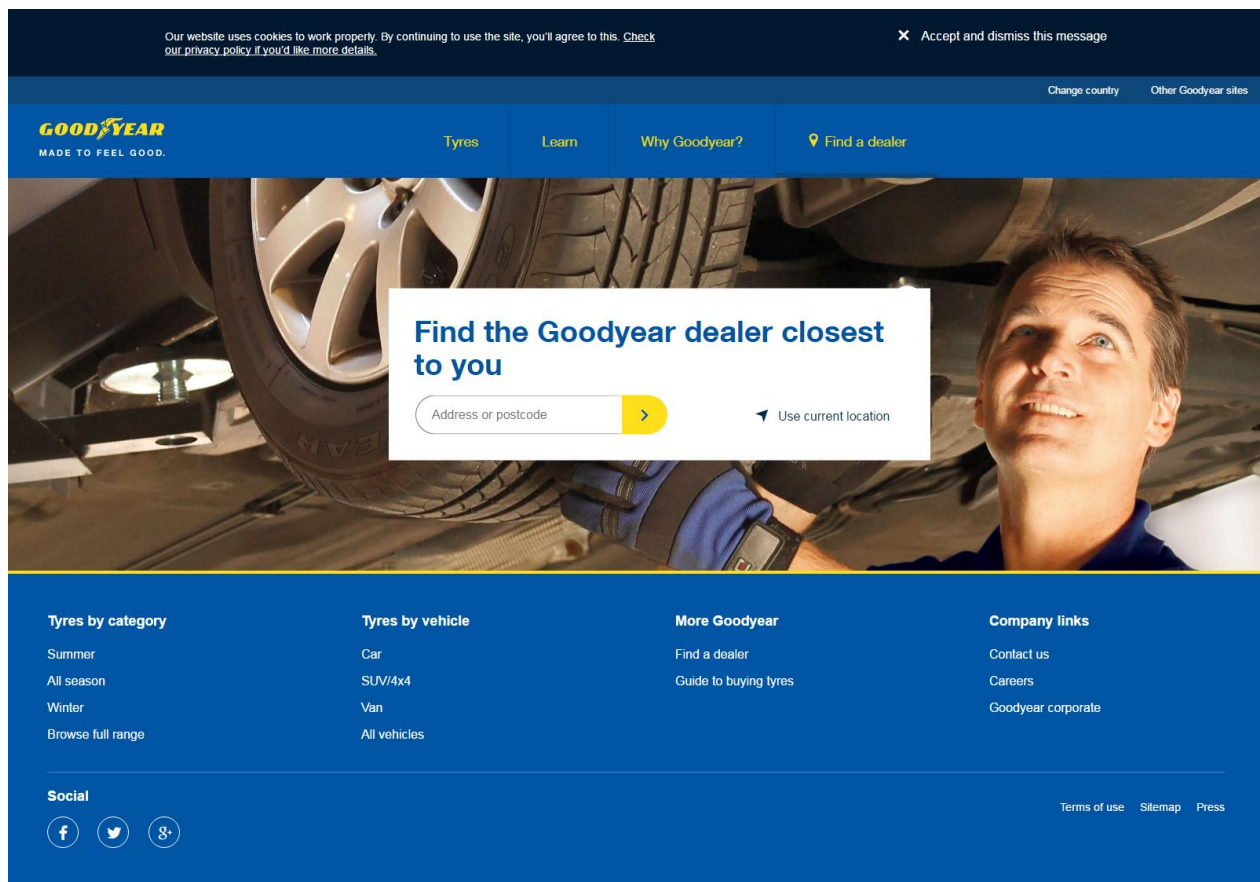 Our website uses cookies to work properly. By continuing to use the site, you'll agree to this. Check
our privacy policy if you'd like more details.
Accept and dismiss this message
Change country Other Goodyear sites
GOODYEAR
MADE TO FEEL GOOD.
Tyres Learn Why Goodyear? Find a dealer
Find the Goodyear dealer closest
to you
Address or postcode
Use current location
Tyres by category
Summer
All season
Winter
Browse full range
Tyres by vehicle
Car
SUV/4x4
Van
All vehicles
More Goodyear
Find a dealer
Guide to buying tyres
Company links
Contact us
Careers
Goodyear corporate
Social
Terms of use Sitemap Press